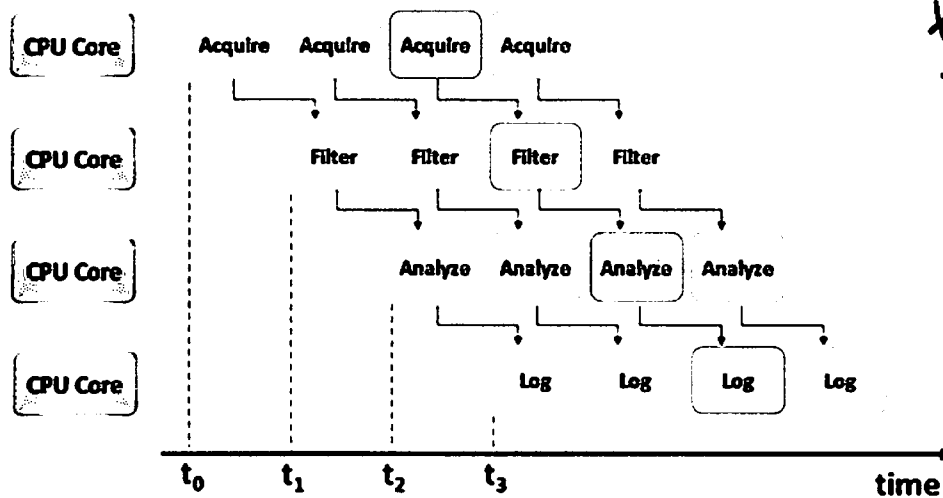 CPU Core Acquire Acquire Acquire Acquire
CPU Core Filter Filter Filter Filter
CPU Core Analyze Analyze Analyze Analyze
CPU Core Log Log Log Log
t0 t1 t2 t3 time